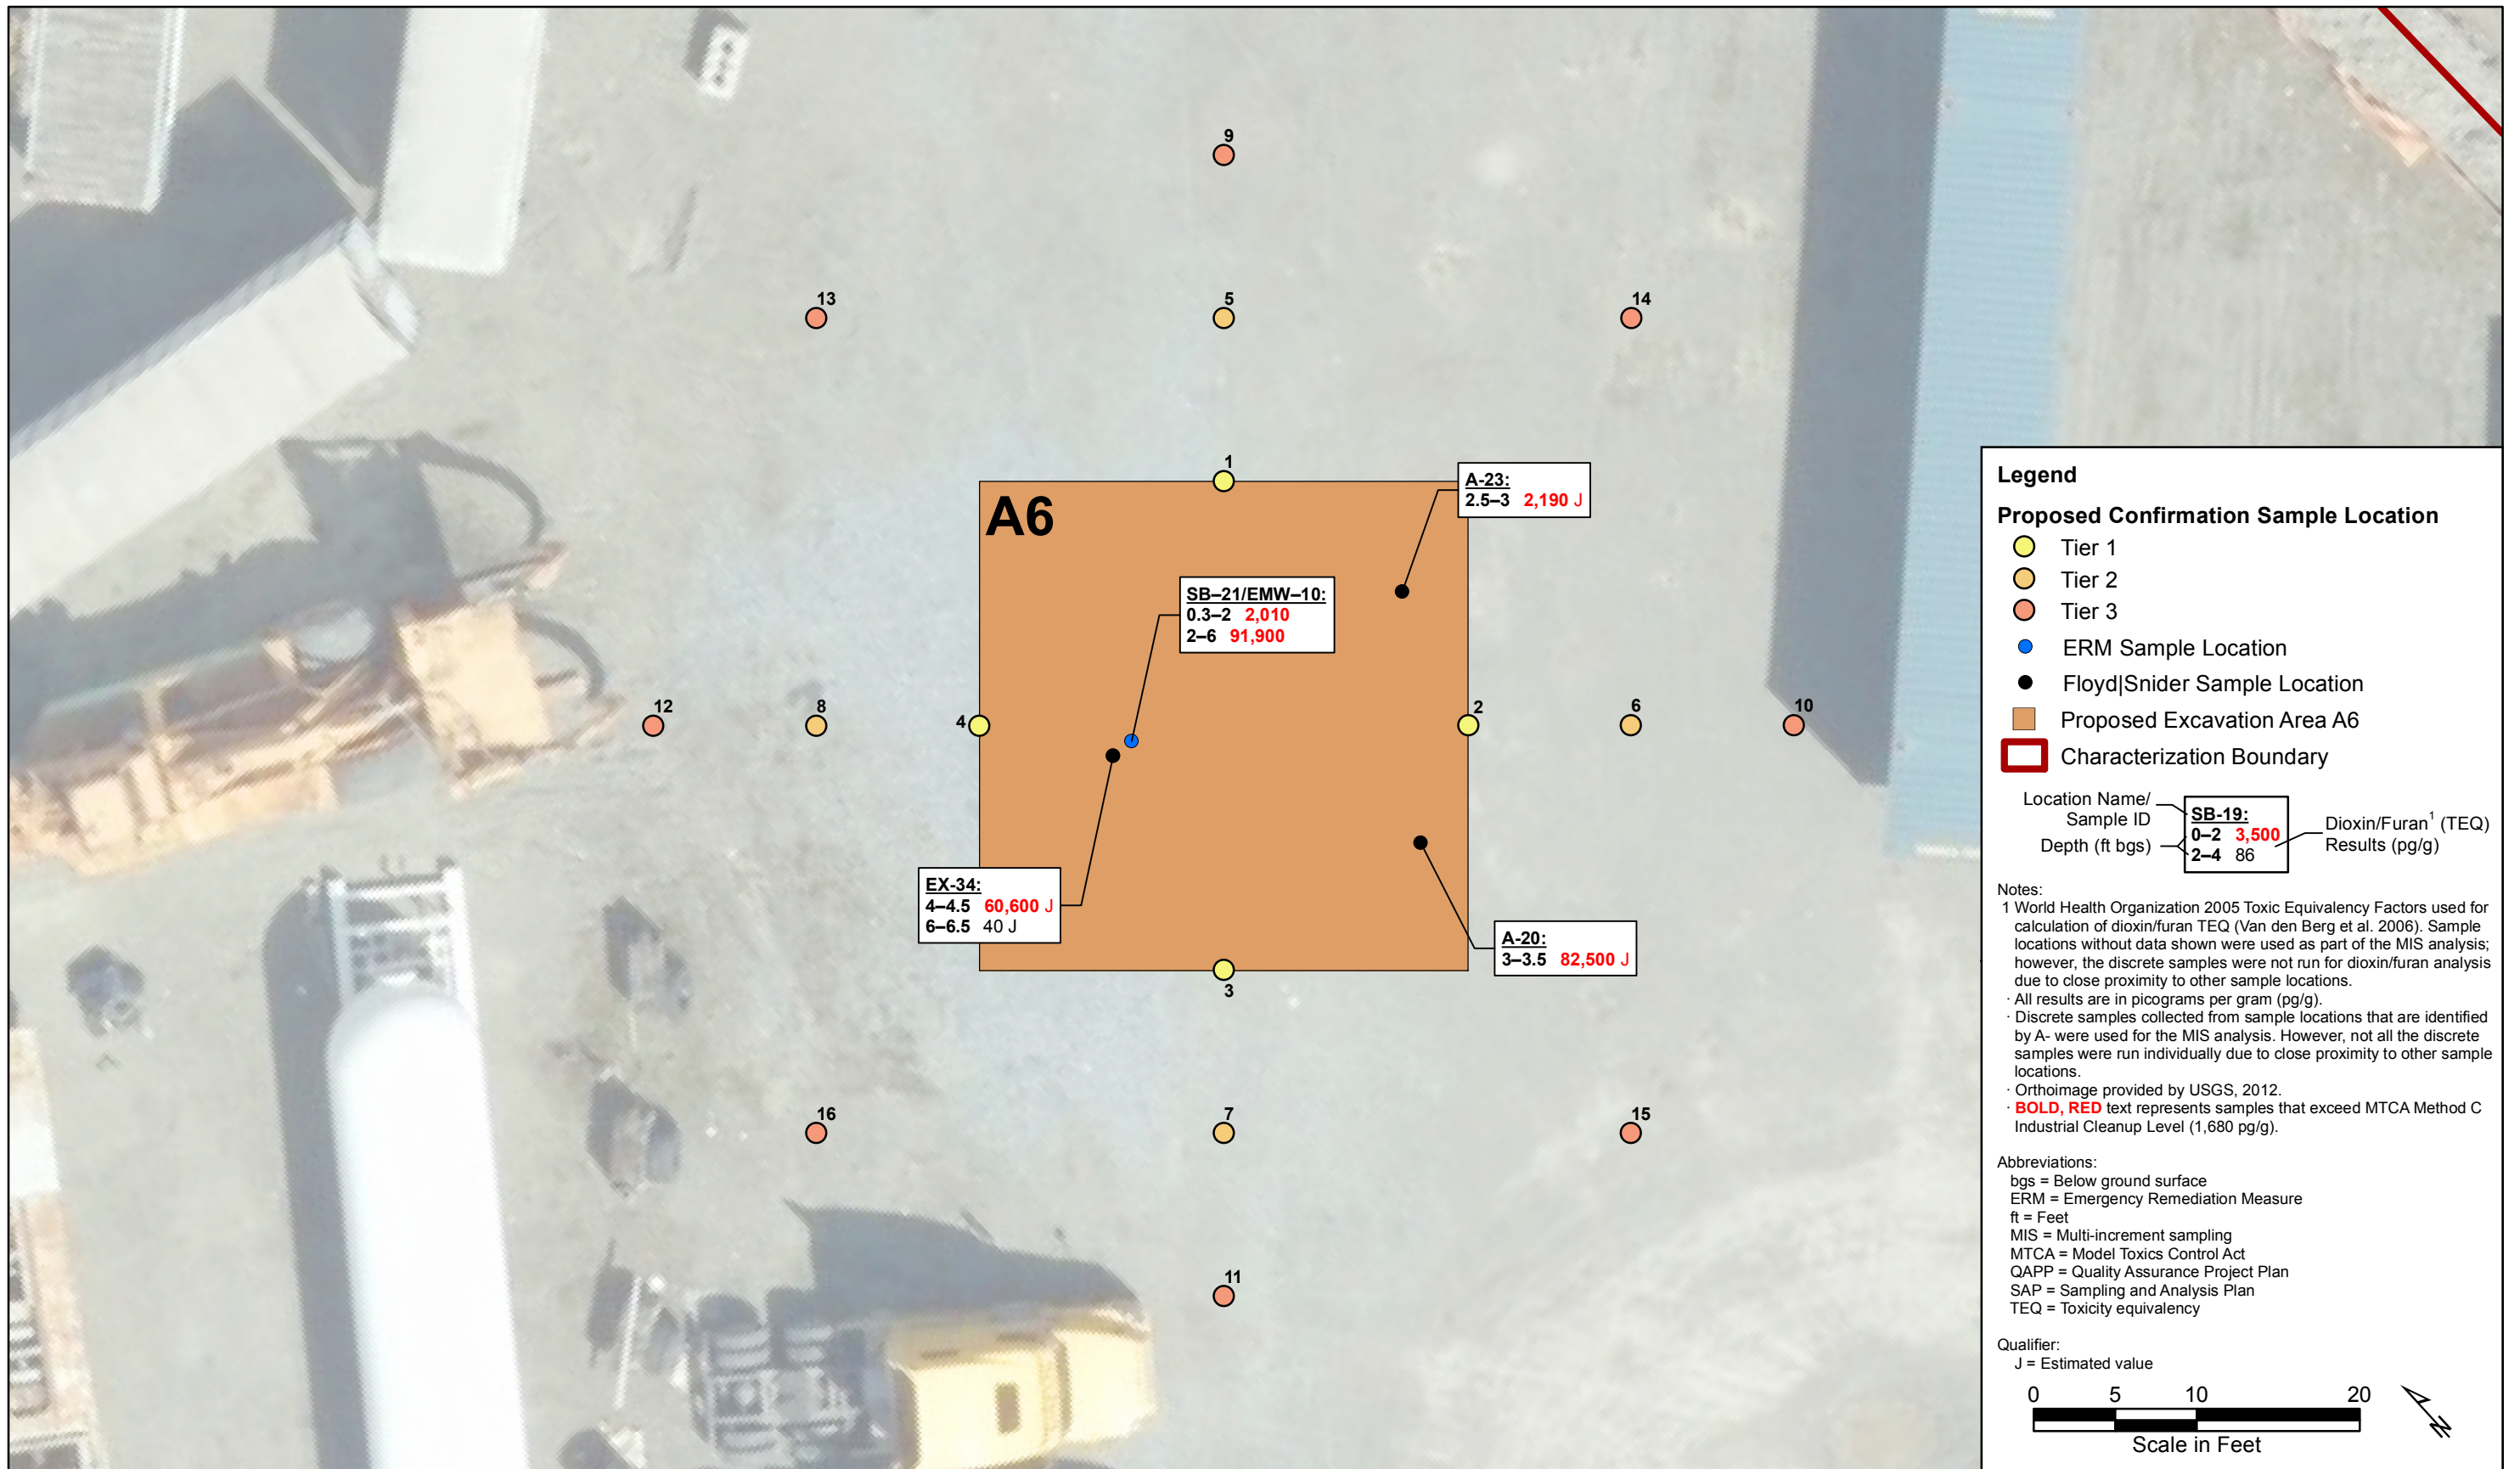 9
13
5
14
1
A6
A-23:
2.5–3 2,190 J
SB–21/EMW–10:
0.3–2 2,010
2–6 91,900
12
8
4
2
6
10
EX-34:
4–4.5 60,600 J
6–6.5 40 J
A-20:
3–3.5 82,500 J
3
16
7
15
11
Legend
Proposed Confirmation Sample Location
Tier 1
Tier 2
Tier 3
ERM Sample Location
Floyd|Snider Sample Location
Proposed Excavation Area A6
Characterization Boundary
Location Name/
Sample ID
Depth (ft bgs)
SB-19:
0–2 3,500
2–4 86
Dioxin/Furan1 (TEQ)
Results (pg/g)
Notes:
1 World Health Organization 2005 Toxic Equivalency Factors used for
calculation of dioxin/furan TEQ (Van den Berg et al. 2006). Sample
locations without data shown were used as part of the MIS analysis;
however, the discrete samples were not run for dioxin/furan analysis
due to close proximity to other sample locations.
· All results are in picograms per gram (pg/g).
· Discrete samples collected from sample locations that are identified
by A- were used for the MIS analysis. However, not all the discrete
samples were run individually due to close proximity to other sample
locations.
· Orthoimage provided by USGS, 2012.
· BOLD, RED text represents samples that exceed MTCA Method C
Industrial Cleanup Level (1,680 pg/g).
Abbreviations:
bgs = Below ground surface
ERM = Emergency Remediation Measure
ft = Feet
MIS = Multi-increment sampling
MTCA = Model Toxics Control Act
QAPP = Quality Assurance Project Plan
SAP = Sampling and Analysis Plan
TEQ = Toxicity equivalency
Qualifier:
J = Estimated value
0 5 10 20
Scale in Feet
N